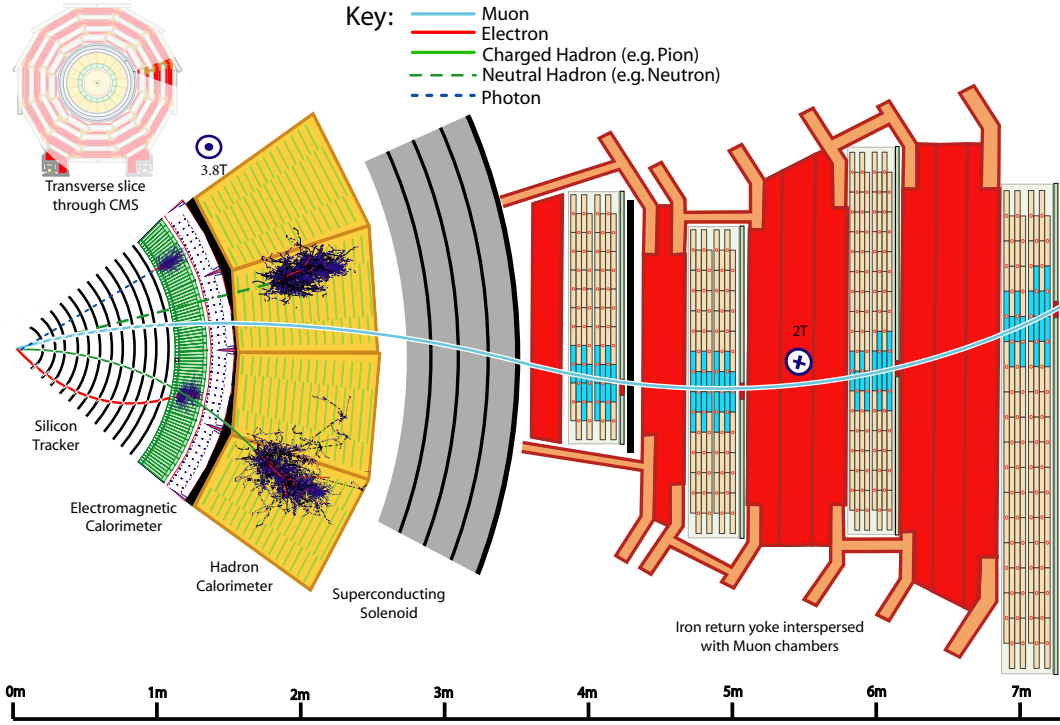 Key:
Muon
Electron
Charged Hadron (e.g. Pion)
Neutral Hadron (e.g. Neutron)
Photon
3.8T
Transverse slice
through CMS
2T
Silicon
Tracker
Electromagnetic
Calorimeter
Hadron
Calorimeter
Superconducting
Solenoid
Iron return yoke interspersed
with Muon chambers
0m 1m 2m 3m 4m 5m 6m 7m